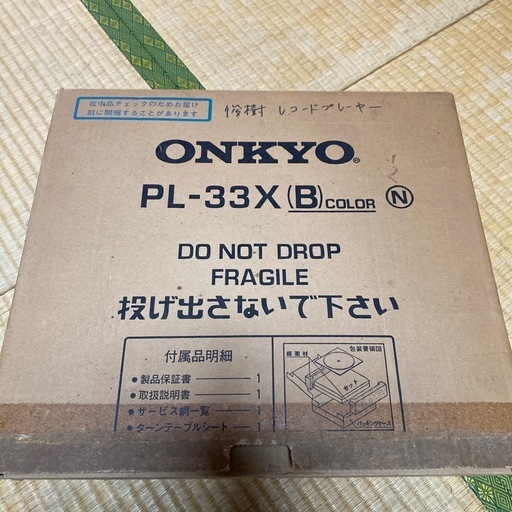 在中品チェックのためお届け
前に開梱することがあります
俊樹 レコードプレーヤー
ONKYO®
PL-33X (B) COLOR Ⓝ
DO NOT DROP
FRAGILE
投げ出さないで下さい
付属品明細
●製品保証書 1
●取扱説明書 1
●サービス網一覧 1
●ターンテーブルシート 1
包装要領図
緩衝材
セット
パッキングケース